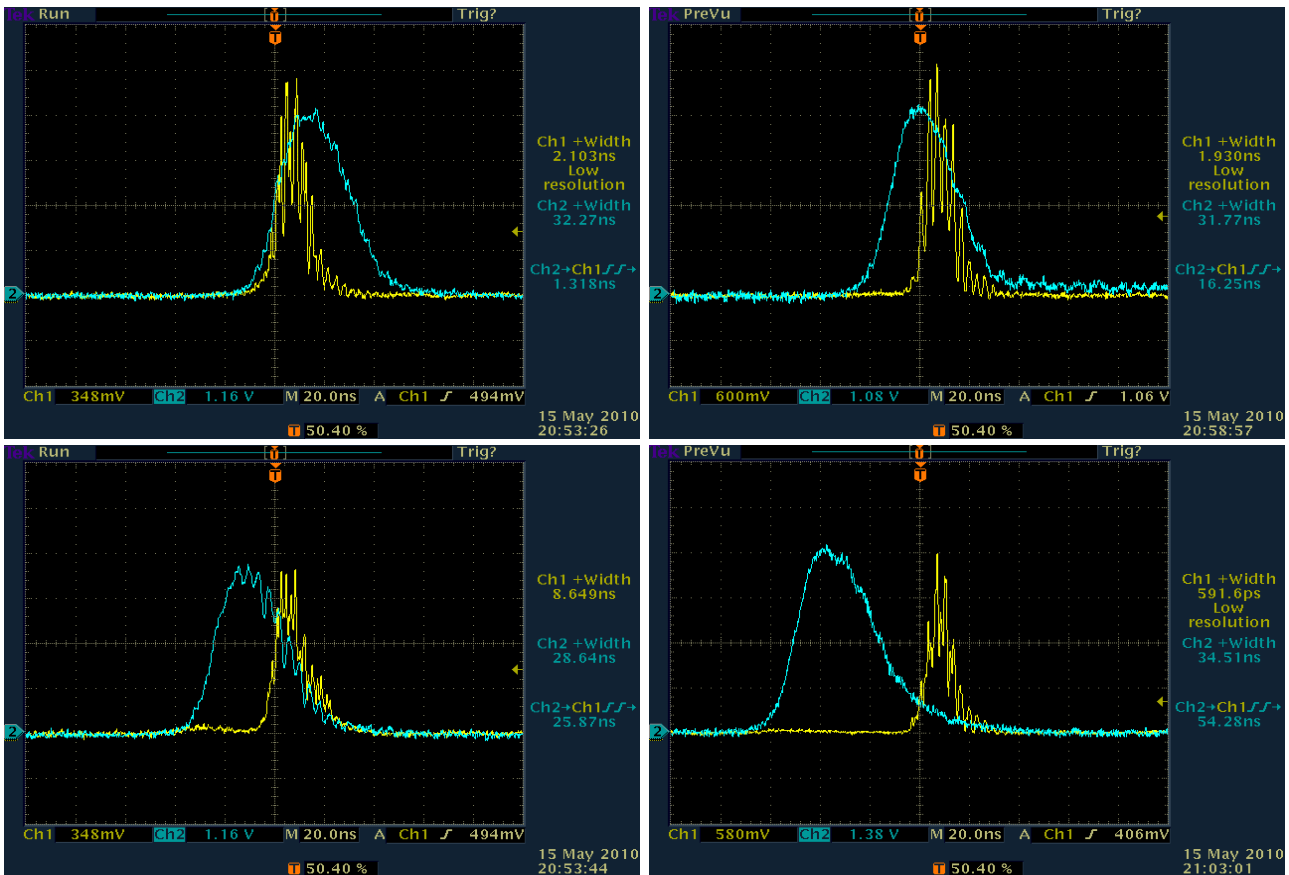 Tek Run Trig?
Ch1 +Width
2.103ns
Low
resolution
Ch2 +Width
32.27ns
Ch2→Ch1
1.318ns
2
Ch1 348mV Ch2 1.16 V M 20.0ns A Ch1 494mV
T 50.40 %
15 May 2010
20:53:26
Tek PreVu Trig?
Ch1 +Width
1.930ns
Low
resolution
Ch2 +Width
31.77ns
Ch2→Ch1
16.25ns
2
Ch1 600mV Ch2 1.08 V M 20.0ns A Ch1 1.06 V
T 50.40 %
15 May 2010
20:58:57
Tek Run Trig?
Ch1 +Width
8.649ns
Ch2 +Width
28.64ns
Ch2→Ch1
25.87ns
2
Ch1 348mV Ch2 1.16 V M 20.0ns A Ch1 494mV
T 50.40 %
15 May 2010
20:53:44
Tek PreVu Trig?
Ch1 +Width
591.6ps
Low
resolution
Ch2 +Width
34.51ns
Ch2→Ch1
54.28ns
2
Ch1 580mV Ch2 1.38 V M 20.0ns A Ch1 406mV
T 50.40 %
15 May 2010
21:03:01